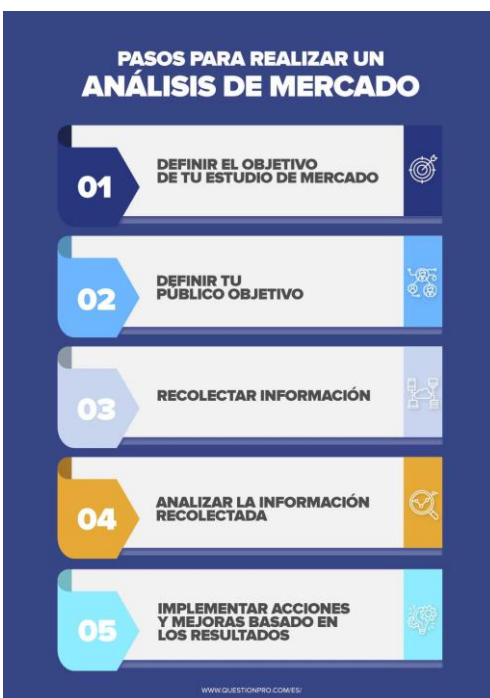 PASOS PARA REALIZAR UN
ANÁLISIS DE MERCADO
01
DEFINIR EL OBJETIVO
DE TU ESTUDIO DE MERCADO
02
DEFINIR TU
PÚBLICO OBJETIVO
03
RECOLECTAR INFORMACIÓN
04
ANALIZAR LA INFORMACIÓN
RECOLECTADA
05
IMPLEMENTAR ACCIONES
Y MEJORAS BASADO EN
LOS RESULTADOS
WWW.QUESTIONPRO.COM/ES/